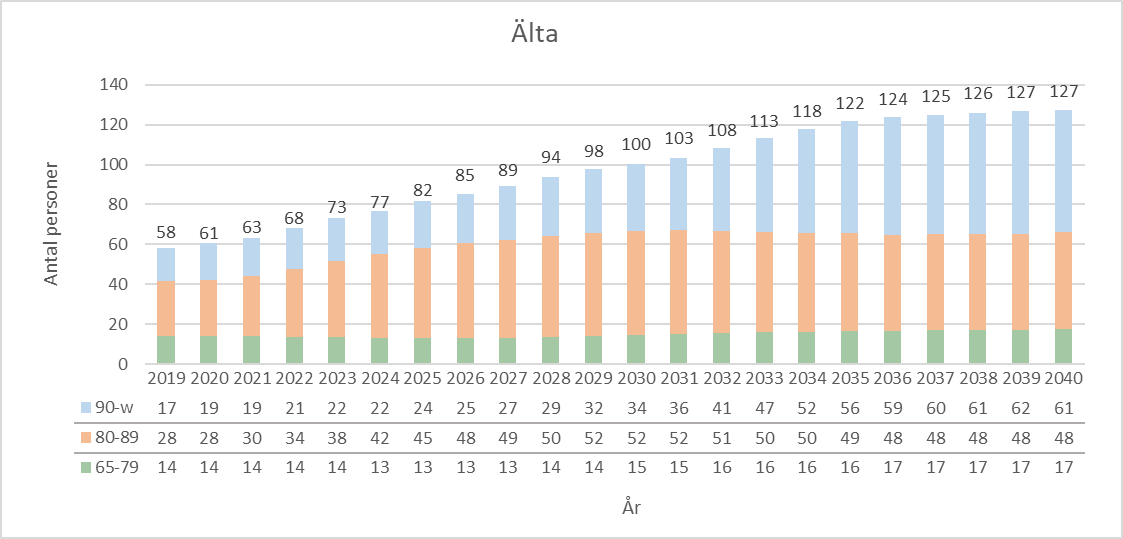 Älta
Antal personer
140
120
100
80
60
40
20
0
58 61 63 68 73 77 82 85 89 94 98 100 103 108 113 118 122 124 125 126 127 127
2019 2020 2021 2022 2023 2024 2025 2026 2027 2028 2029 2030 2031 2032 2033 2034 2035 2036 2037 2038 2039 2040
90-w 17 19 19 21 22 22 24 25 27 29 32 34 36 41 47 52 56 59 60 61 62 61
80-89 28 28 30 34 38 42 45 48 49 50 52 52 52 51 50 50 49 48 48 48 48 48
65-79 14 14 14 14 14 13 13 13 13 14 14 15 15 16 16 16 16 17 17 17 17 17
År